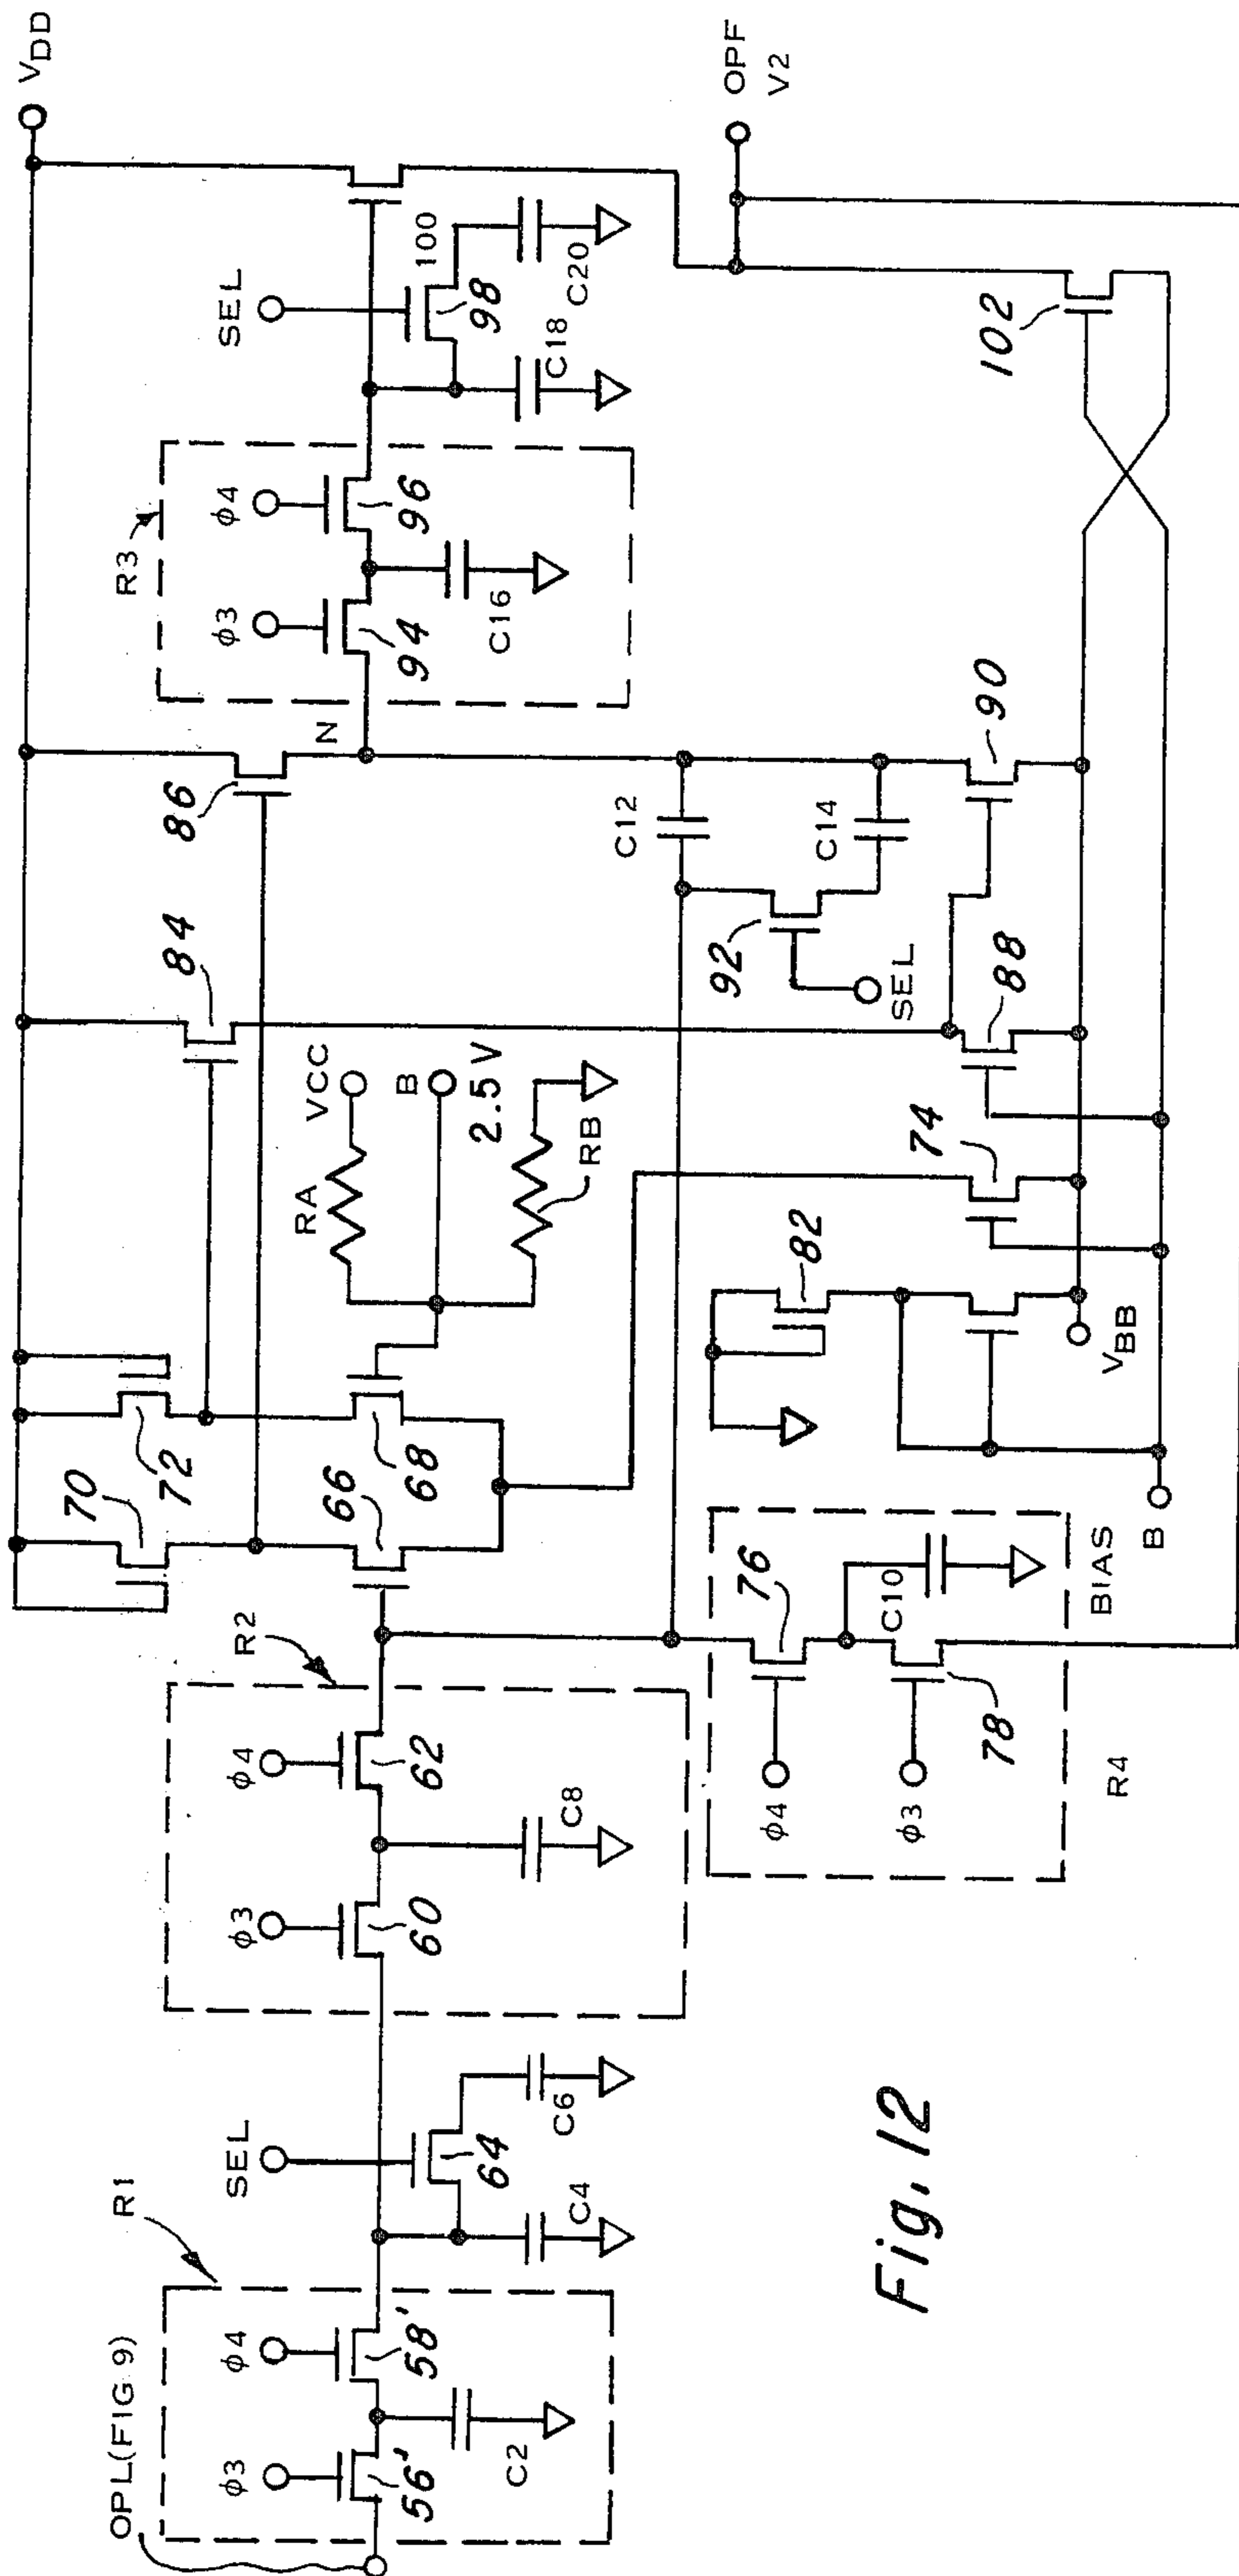 OPL(FIG 9)
R1
φ3
φ4
56'
58'
C2
SEL
64
C4
C6
R2
φ3
φ4
60
62
C8
70
72
66
68
84
86
VCC
RA
B
2.5 V
RB
N
R3
φ3
φ4
94
96
C16
SEL
100
98
C18
C20
VDD
OPF
V2
C12
C14
92
SEL
76
C10
78
φ4
φ3
R4
BIAS
B
82
VBB
74
88
90
102
Fig. 12